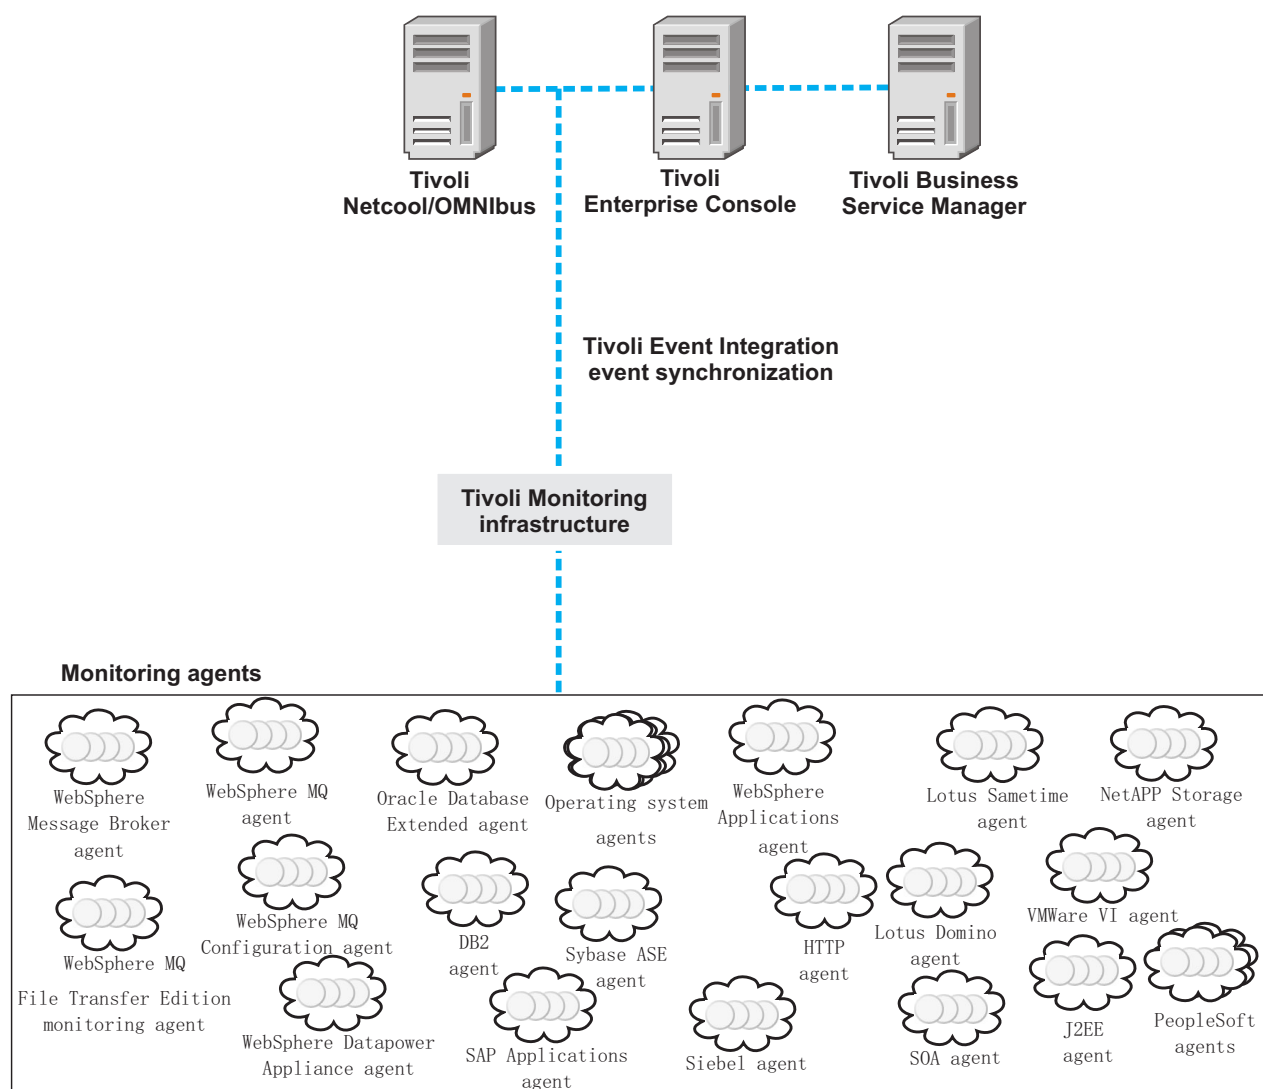 Tivoli
Netcool/OMNIbus
Tivoli
Enterprise Console
Tivoli Business
Service Manager
Tivoli Event Integration
event synchronization
Tivoli Monitoring
infrastructure
Monitoring agents
WebSphere
Message Broker
agent
WebSphere MQ
agent
Oracle Database
Extended agent
Operating system
agents
WebSphere
Applications
agent
Lotus Sametime
agent
NetAPP Storage
agent
WebSphere MQ
File Transfer Edition
monitoring agent
WebSphere MQ
Configuration agent
DB2
agent
Sybase ASE
agent
HTTP
agent
Lotus Domino
agent
VMWare VI agent
WebSphere Datapower
Appliance agent
SAP Applications
agent
Siebel agent
SOA agent
J2EE
agent
PeopleSoft
agents